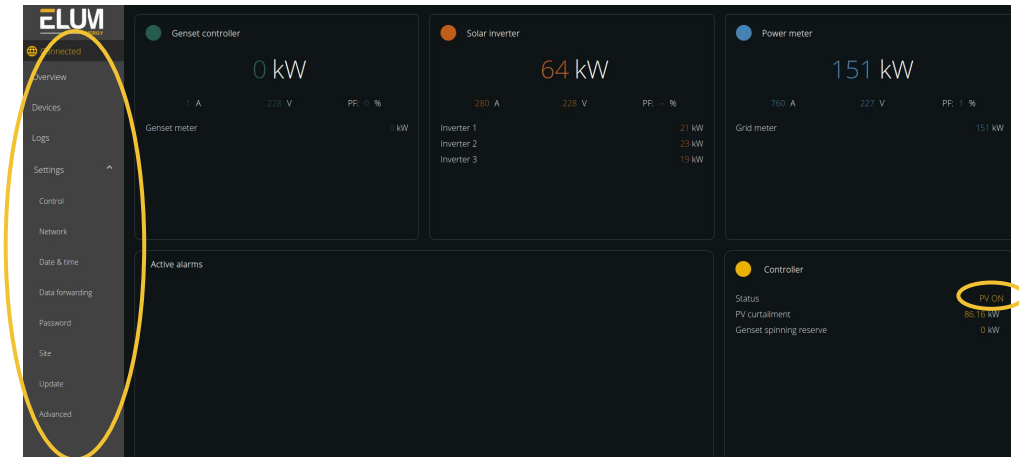 ELUM
ENERGY
Connected
Overview
Devices
Logs
Settings
Control
Network
Date & time
Data forwarding
Password
Site
Update
Advanced
Genset controller
0 kW
1 A 228 V PF: 0 %
Genset meter 0 kW
Solar inverter
64 kW
280 A 228 V PF: -- %
Inverter 1 21 kW
Inverter 2 23 kW
Inverter 3 19 kW
Power meter
151 kW
760 A 227 V PF: 1 %
Grid meter 151 kW
Active alarms
Controller
Status PV ON
PV curtailment 86.16 kW
Genset spinning reserve 0 kW